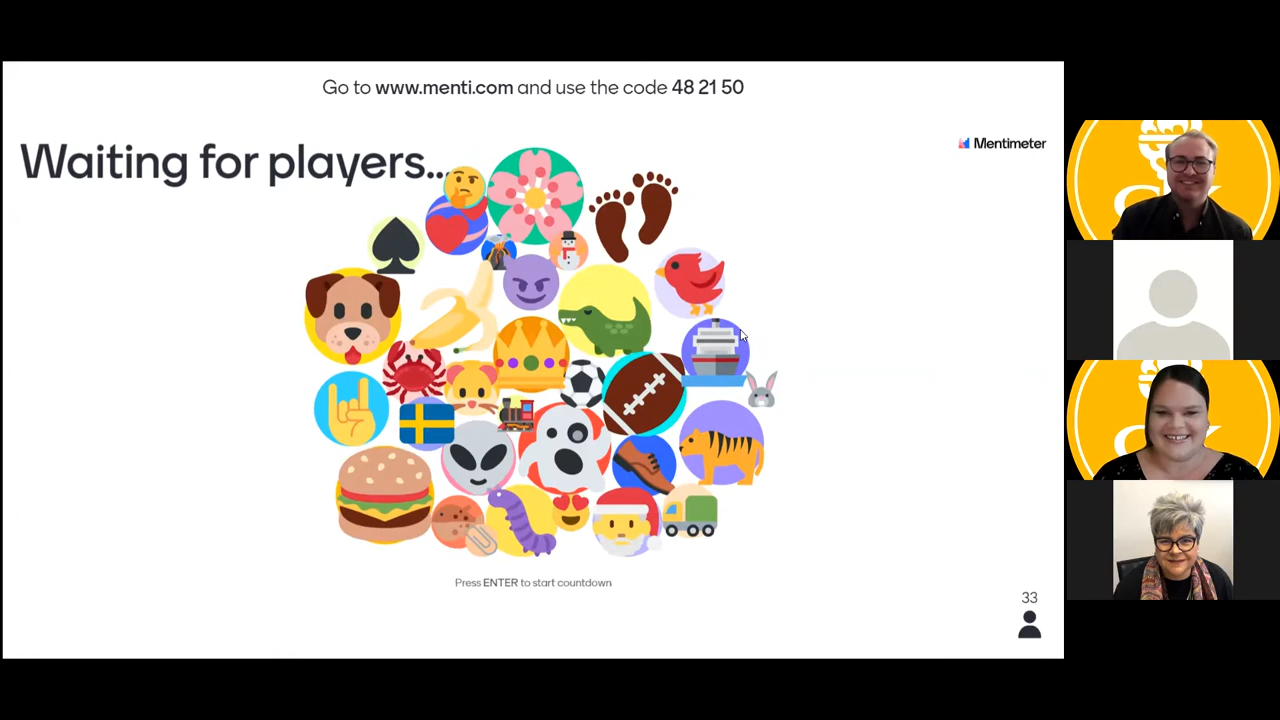 Go to www.menti.com and use the code 48 21 50
Waiting for players...
Mentimeter
Press ENTER to start countdown
33